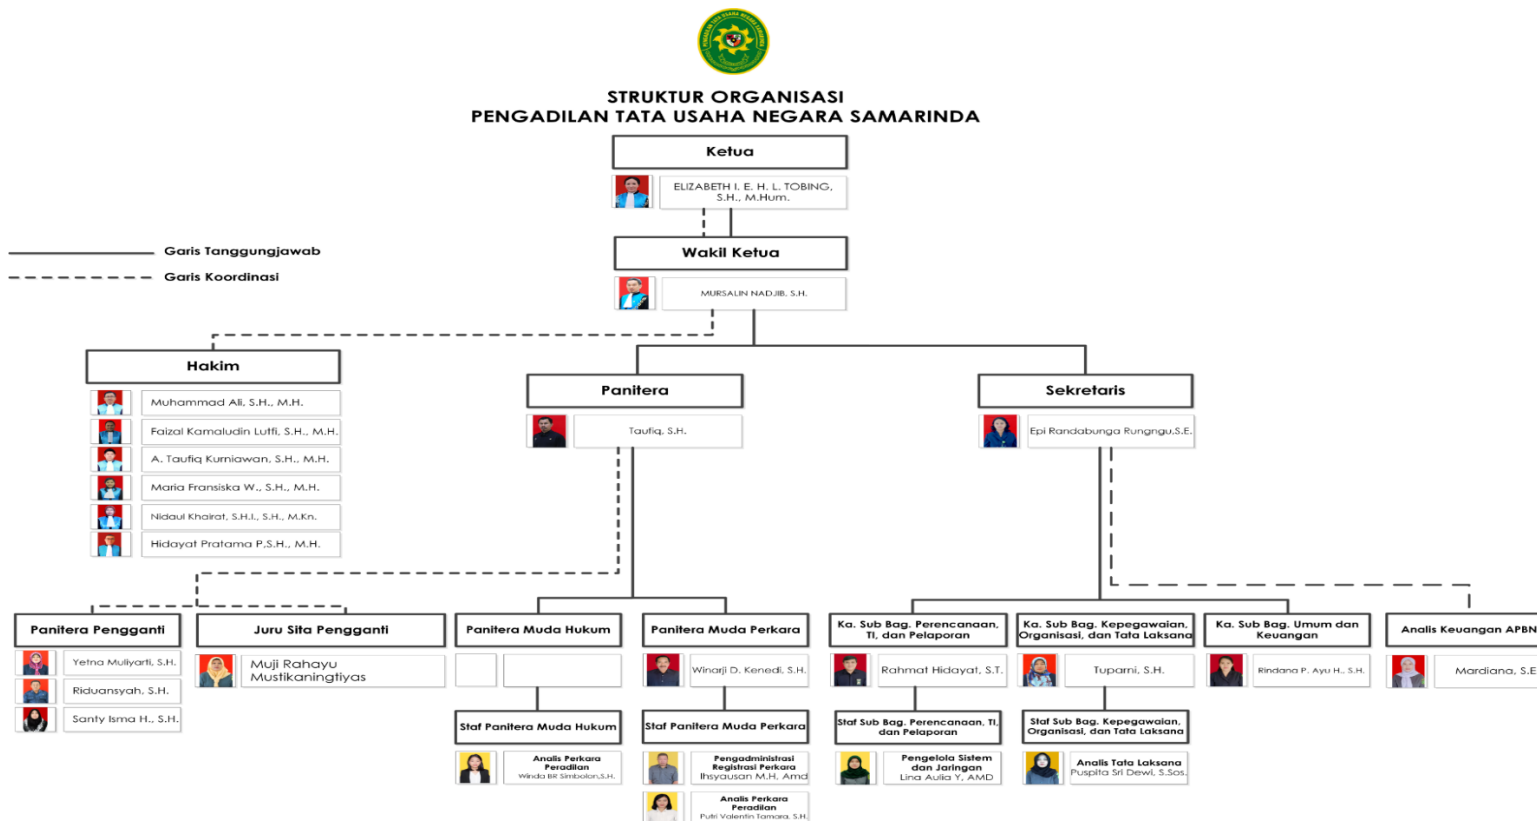 STRUKTUR ORGANISASI
PENGADILAN TATA USAHA NEGARA SAMARINDA
Ketua
ELIZABETH I. E. H. L. TOBING,
S.H., M.Hum.
Garis Tanggungjawab
Garis Koordinasi
Wakil Ketua
MURSALIN NADJIB, S.H.
Hakim
Muhammad Ali, S.H., M.H.
Faizal Kamaludin Lutfi, S.H., M.H.
A. Taufiq Kurniawan, S.H., M.H.
Maria Fransiska W., S.H., M.H.
Nidaul Khairat, S.H.I., S.H., M.Kn.
Hidayat Pratama P,S.H., M.H.
Panitera
Taufiq, S.H.
Sekretaris
Epi Randabunga Rungngu,S.E.
Panitera Pengganti
Yetna Muliyarti, S.H.
Riduansyah, S.H.
Santy Isma H., S.H.
Juru Sita Pengganti
Muji Rahayu
Mustikaningtiyas
Panitera Muda Hukum
Staf Panitera Muda Hukum
Analis Perkara
Peradilan
Winda BR Simbolon,S.H.
Panitera Muda Perkara
Winarji D. Kenedi, S.H.
Staf Panitera Muda Perkara
Pengadministrasi
Registrasi Perkara
Ihsyausan M.H, Amd
Analis Perkara
Peradilan
Putri Valentin Tamara, S.H.
Ka. Sub Bag. Perencanaan,
TI, dan Pelaporan
Rahmat Hidayat, S.T.
Staf Sub Bag. Perencanaan, TI,
dan Pelaporan
Pengelola Sistem
dan Jaringan
Lina Aulia Y, AMD
Ka. Sub Bag. Kepegawaian,
Organisasi, dan Tata Laksana
Tuparni, S.H.
Staf Sub Bag. Kepegawaian,
Organisasi, dan Tata Laksana
Analis Tata Laksana
Puspita Sri Dewi, S.Sos.
Ka. Sub Bag. Umum dan
Keuangan
Rindana P. Ayu H., S.H.
Analis Keuangan APBN
Mardiana, S.E